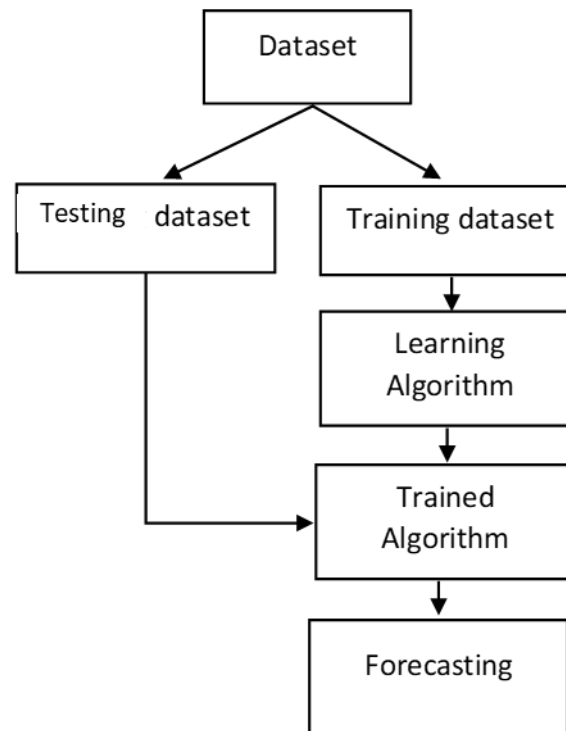 Dataset
Testing dataset
Training dataset
Learning
Algorithm
Trained
Algorithm
Forecasting